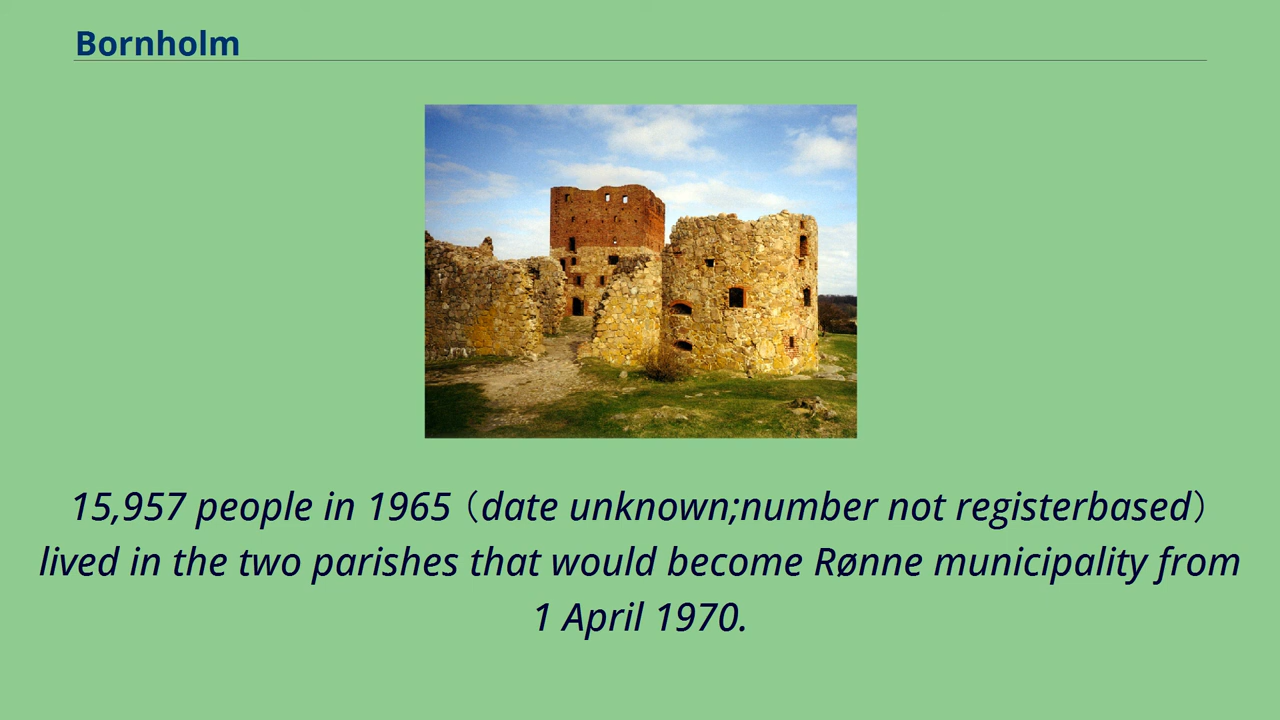 Bornholm
15,957 people in 1965（date unknown;number not registerbased）
lived in the two parishes that would become Rønne municipality from
1 April 1970.